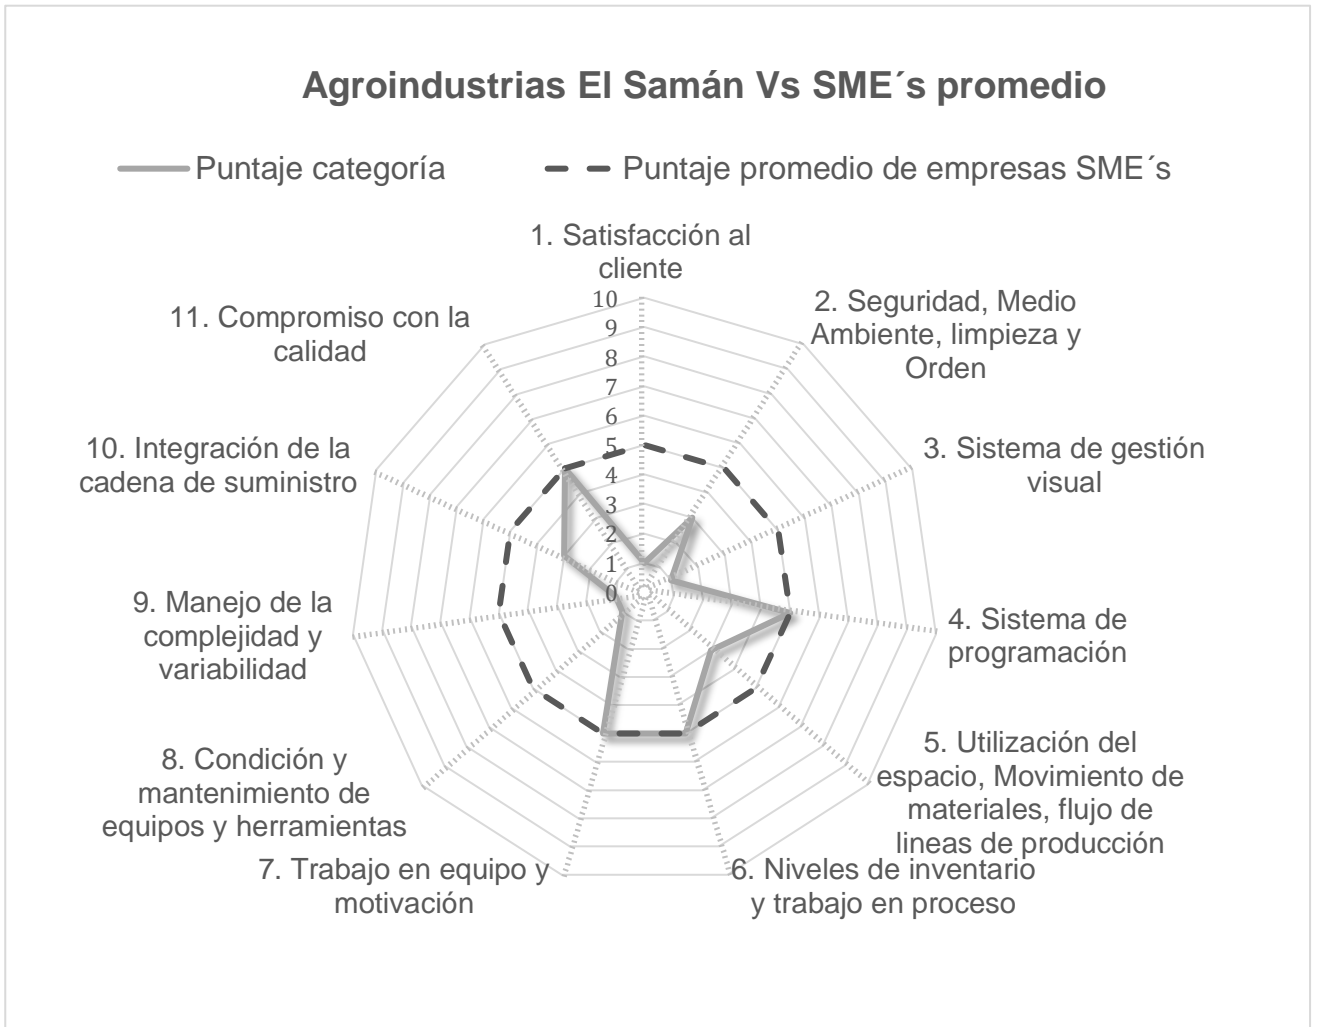 Agroindustrias El Samán Vs SME´s promedio
Puntaje categoría
Puntaje promedio de empresas SME´s
1. Satisfacción al
cliente
2. Seguridad, Medio
Ambiente, limpieza y
Orden
3. Sistema de gestión
visual
4. Sistema de
programación
5. Utilización del
espacio, Movimiento de
materiales, flujo de
lineas de producción
6. Niveles de inventario
y trabajo en proceso
7. Trabajo en equipo y
motivación
8. Condición y
mantenimiento de
equipos y herramientas
9. Manejo de la
complejidad y
variabilidad
10. Integración de la
cadena de suministro
11. Compromiso con la
calidad
10
9
8
7
6
5
4
3
2
1
0